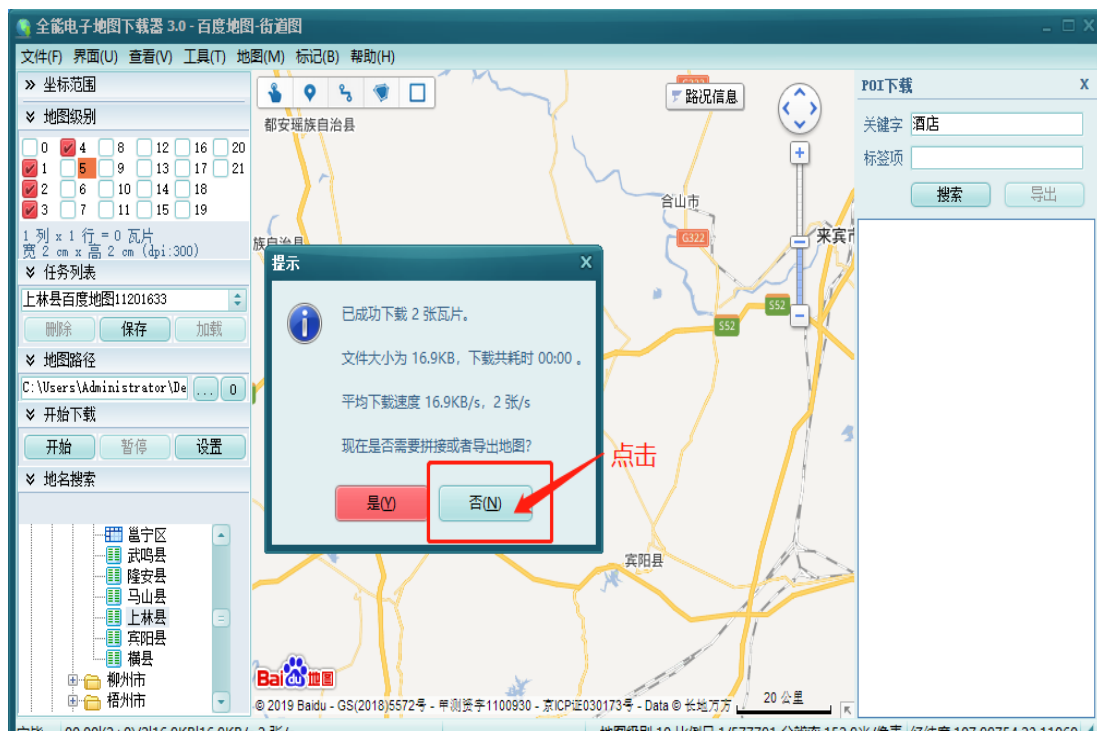 全能电子地图下载器 3.0 - 百度地图-街道图
文件(F) 界面(U) 查看(V) 工具(T) 地图(M) 标记(B) 帮助(H)
坐标范围
地图级别
0 4 8 12 16 20
1 5 9 13 17 21
2 6 10 14 18
3 7 11 15 19
1 列 x 1 行 = 0 瓦片
宽 2 cm x 高 2 cm (dpi:300)
任务列表
上林县百度地图11201633
删除 保存 加载
地图路径
C:\Users\Administrator\De ... 0
开始下载
开始 暂停 设置
地名搜索
邕宁区
武鸣县
隆安县
马山县
上林县
宾阳县
横县
柳州市
梧州市
都安瑶族自治县
路况信息
合山市
G322
来宾
S52
S52
宾阳县
提示 X
已成功下载 2 张瓦片。
文件大小为 16.9KB，下载共耗时 00:00 。
平均下载速度 16.9KB/s，2 张/s
现在是否需要拼接或者导出地图?
是(Y) 否(N)
点击
Bai du 地图
20 公里
© 2019 Baidu - GS(2018)5572号 - 甲测资字1100930 - 京ICP证030173号 - Data © 长地万方
POI下载 X
关键字 酒店
标签项
搜索 导出